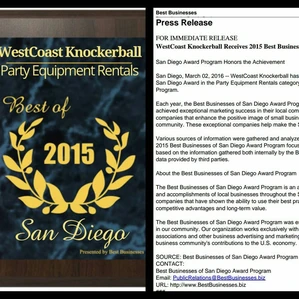 WestCoast Knockerball
Party Equipment Rentals
Best of
2015
San Diego
Presented by Best Businesses
Best Businesses
Press Release
FOR IMMEDIATE RELEASE
WestCoast Knockerball Receives 2015 Best Busines
San Diego Award Program Honors the Achievement
San Diego, March 02, 2016 -- WestCoast Knockerball has
San Diego Award in the Party Equipment Rentals category
Program.
Each year, the Best Businesses of San Diego Award Progra
achieved exceptional marketing success in their local comm
companies that enhance the positive image of small busine
community. These exceptional companies help make the S
Various sources of information were gathered and analyze
2015 Best Businesses of San Diego Award Program focuse
based on the information gathered both internally by the B
data provided by third parties.
About the Best Businesses of San Diego Award Program
The Best Businesses of San Diego Award Program is an a
and accomplishments of local businesses throughout the S
companies that have shown the ability to use their best pra
competitive advantages and long-term value.
The Best Businesses of San Diego Award Program was es
in our community. Our organization works exclusively with
associations and other business advertising and marketing
business community's contributions to the U.S. economy.
SOURCE: Best Businesses of San Diego Award Program
CONTACT:
Best Businesses of San Diego Award Program
Email: PublicRelations@BestBusinesses.biz
URL: http://www.BestBusinesses.biz